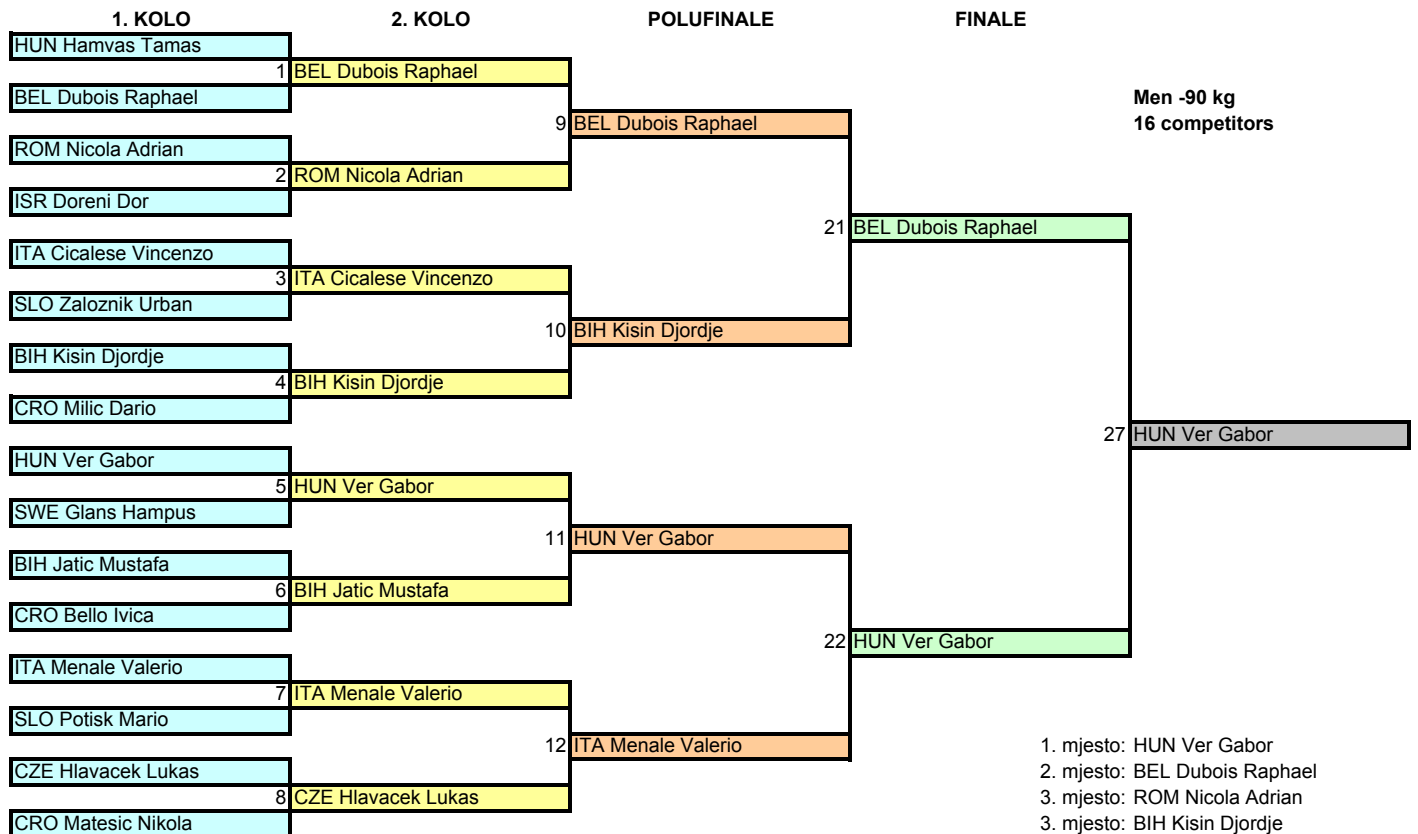 1. KOLO 2. KOLO POLUFINALE FINALE
HUN Hamvas Tamas
1 BEL Dubois Raphael
BEL Dubois Raphael
Men -90 kg
9 BEL Dubois Raphael
16 competitors
ROM Nicola Adrian
2 ROM Nicola Adrian
ISR Doreni Dor
21 BEL Dubois Raphael
ITA Cicalese Vincenzo
3 ITA Cicalese Vincenzo
SLO Zaloznik Urban
10 BIH Kisin Djordje
BIH Kisin Djordje
4 BIH Kisin Djordje
CRO Milic Dario
27 HUN Ver Gabor
HUN Ver Gabor
5 HUN Ver Gabor
SWE Glans Hampus
11 HUN Ver Gabor
BIH Jatic Mustafa
6 BIH Jatic Mustafa
CRO Bello Ivica
22 HUN Ver Gabor
ITA Menale Valerio
7 ITA Menale Valerio
SLO Potisk Mario
12 ITA Menale Valerio
1. mjesto: HUN Ver Gabor
CZE Hlavacek Lukas
2. mjesto: BEL Dubois Raphael
8 CZE Hlavacek Lukas
3. mjesto: ROM Nicola Adrian
CRO Matesic Nikola
3. mjesto: BIH Kisin Djordje